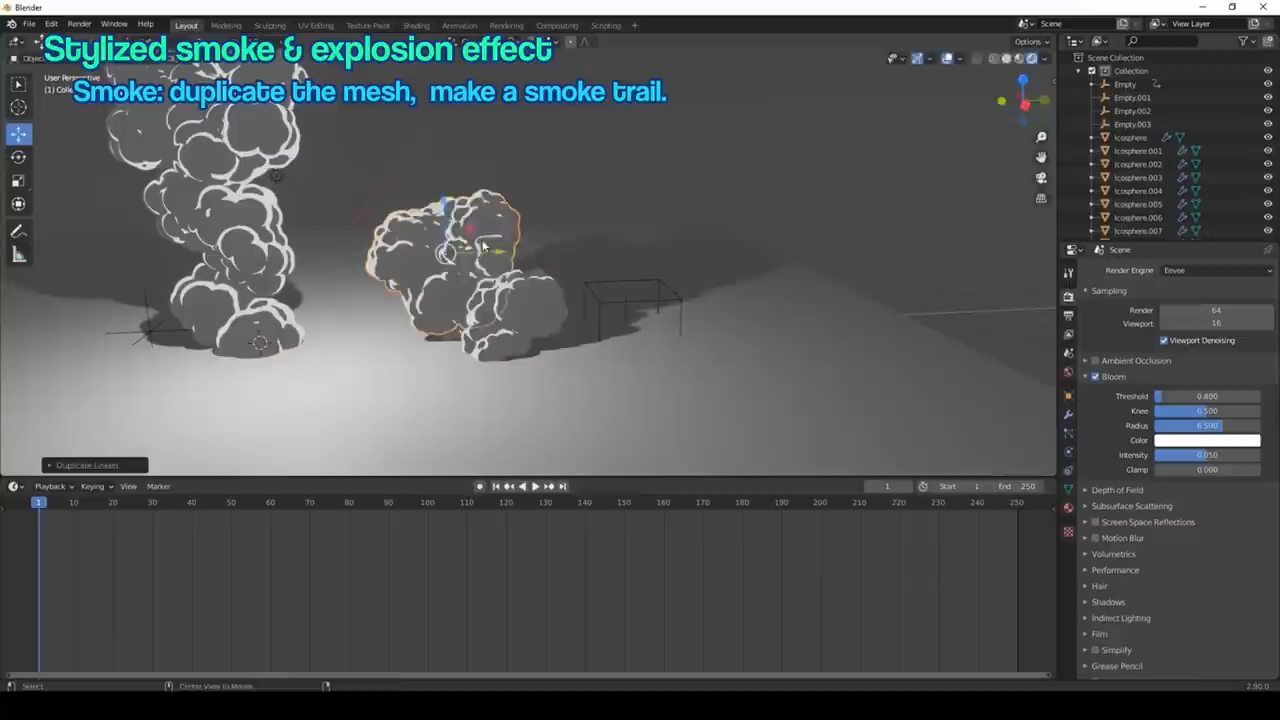 Blender
File Edit Render Window Help Layout Modeling Sculpting UV Editing Texture Paint Shading Animation Rendering Compositing Scripting + Scene View Layer
Stylized smoke & explosion effect
Options
Smoke: duplicate the mesh, make a smoke trail.
User Perspective
Scene Collection
Collection
Empty
Empty.001
Empty.002
Empty.003
Icosphere
Icosphere.001
Icosphere.002
Icosphere.003
Icosphere.004
Icosphere.005
Icosphere.006
Icosphere.007
Scene
Render Engine Eevee
Sampling
Render 64
Viewport 16
Viewport Denoising
Ambient Occlusion
Bloom
Threshold 0.800
Knee 0.500
Radius 6.500
Color
Intensity 0.050
Clamp 0.000
Depth of Field
Subsurface Scattering
Screen Space Reflections
Motion Blur
Volumetrics
Performance
Hair
Shadows
Indirect Lighting
Film
Simplify
Grease Pencil
Duplicate Linked
Playback Keying View Marker 1 Start 1 End 250
1 10 20 30 40 50 60 70 80 90 100 110 120 130 140 150 160 170 180 190 200 210 220 230 240 250
Select Center View to Mouse 2.90.0